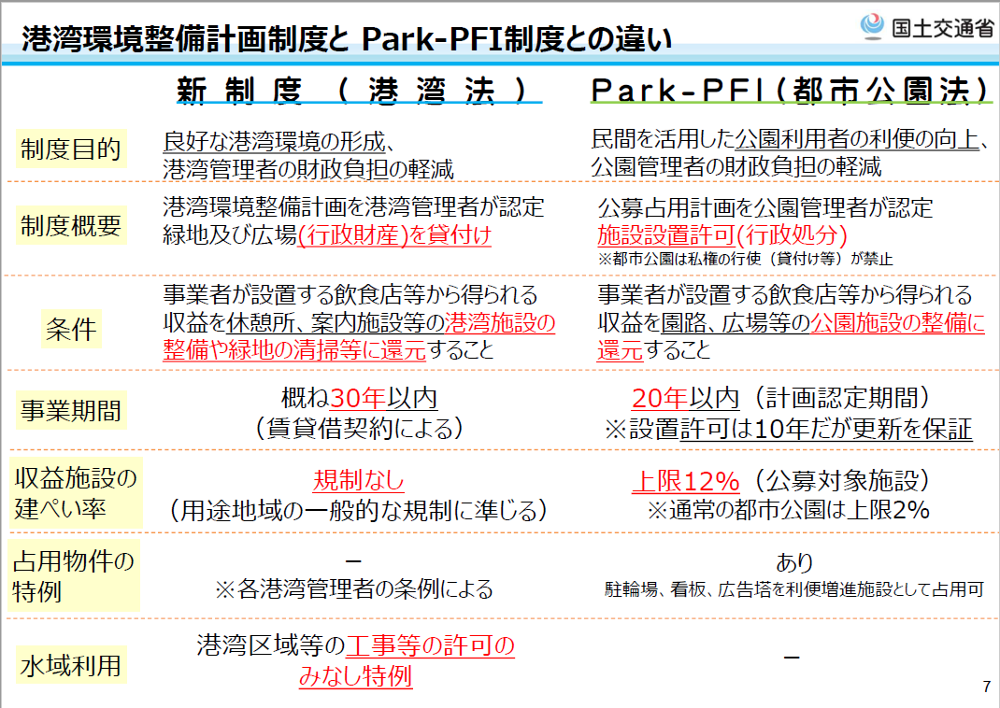 港湾環境整備計画制度と Park-PFI制度との違い
国土交通省
新制度（港湾法）
Park-PFI(都市公園法)
制度目的
良好な港湾環境の形成、
港湾管理者の財政負担の軽減
民間を活用した公園利用者の利便の向上、
公園管理者の財政負担の軽減
制度概要
港湾環境整備計画を港湾管理者が認定
緑地及び広場(行政財産)を貸付け
公募占用計画を公園管理者が認定
施設設置許可(行政処分)
※都市公園は私権の行使（貸付け等）が禁止
条件
事業者が設置する飲食店等から得られる
収益を休憩所、案内施設等の港湾施設の
整備や緑地の清掃等に還元すること
事業者が設置する飲食店等から得られる
収益を園路、広場等の公園施設の整備に
還元すること
事業期間
概ね30年以内
（賃貸借契約による）
20年以内（計画認定期間）
※設置許可は10年だが更新を保証
収益施設の
建ぺい率
規制なし
（用途地域の一般的な規制に準じる）
上限12%（公募対象施設）
※通常の都市公園は上限2%
占用物件の
特例
－
※各港湾管理者の条例による
あり
駐輪場、看板、広告塔を利便増進施設として占用可
水域利用
港湾区域等の工事等の許可の
みなし特例
－
7